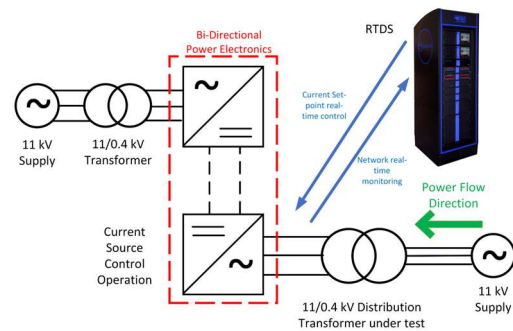 Bi-Directional
Power Electronics
RTDS
Current Set-
point real-
time control
Network real-
time
monitoring
11 kV
Supply
11/0.4 kV
Transformer
Power Flow
Direction
Current
Source
Control
Operation
11/0.4 kV Distribution
Transformer under test
11 kV
Supply